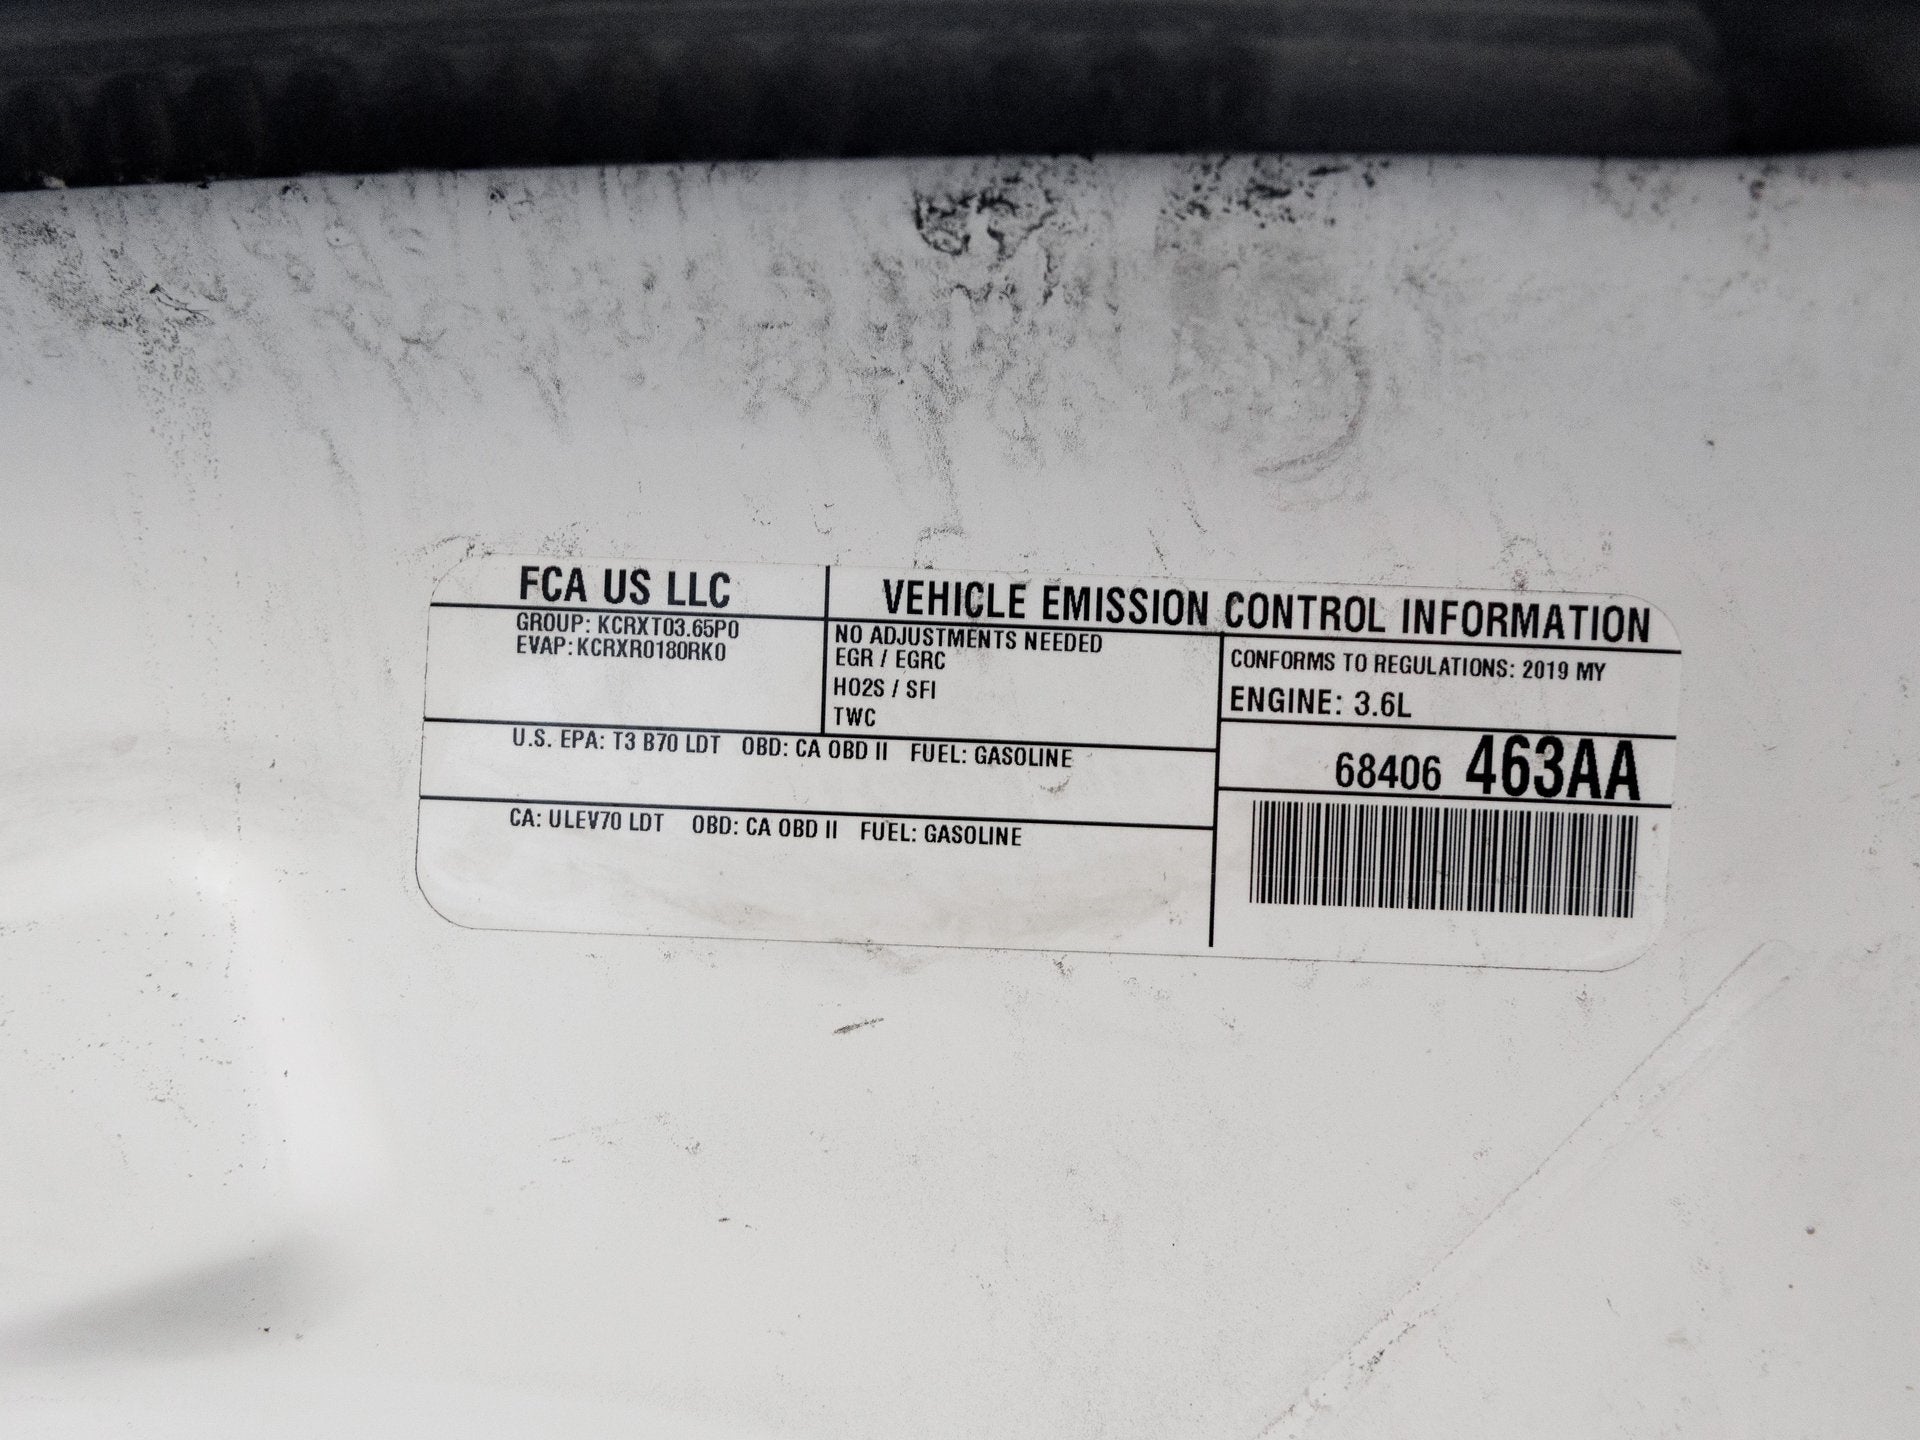 FCA US LLC
VEHICLE EMISSION CONTROL INFORMATION
GROUP: KCRXT03.65P0
EVAP: KCRXR0180RK0
NO ADJUSTMENTS NEEDED
EGR / EGRC
HO2S / SFI
TWC
CONFORMS TO REGULATIONS: 2019 MY
ENGINE: 3.6L
68406 463AA
U.S. EPA: T3 B70 LDT OBD: CA OBD II FUEL: GASOLINE
CA: ULEV70 LDT OBD: CA OBD II FUEL: GASOLINE